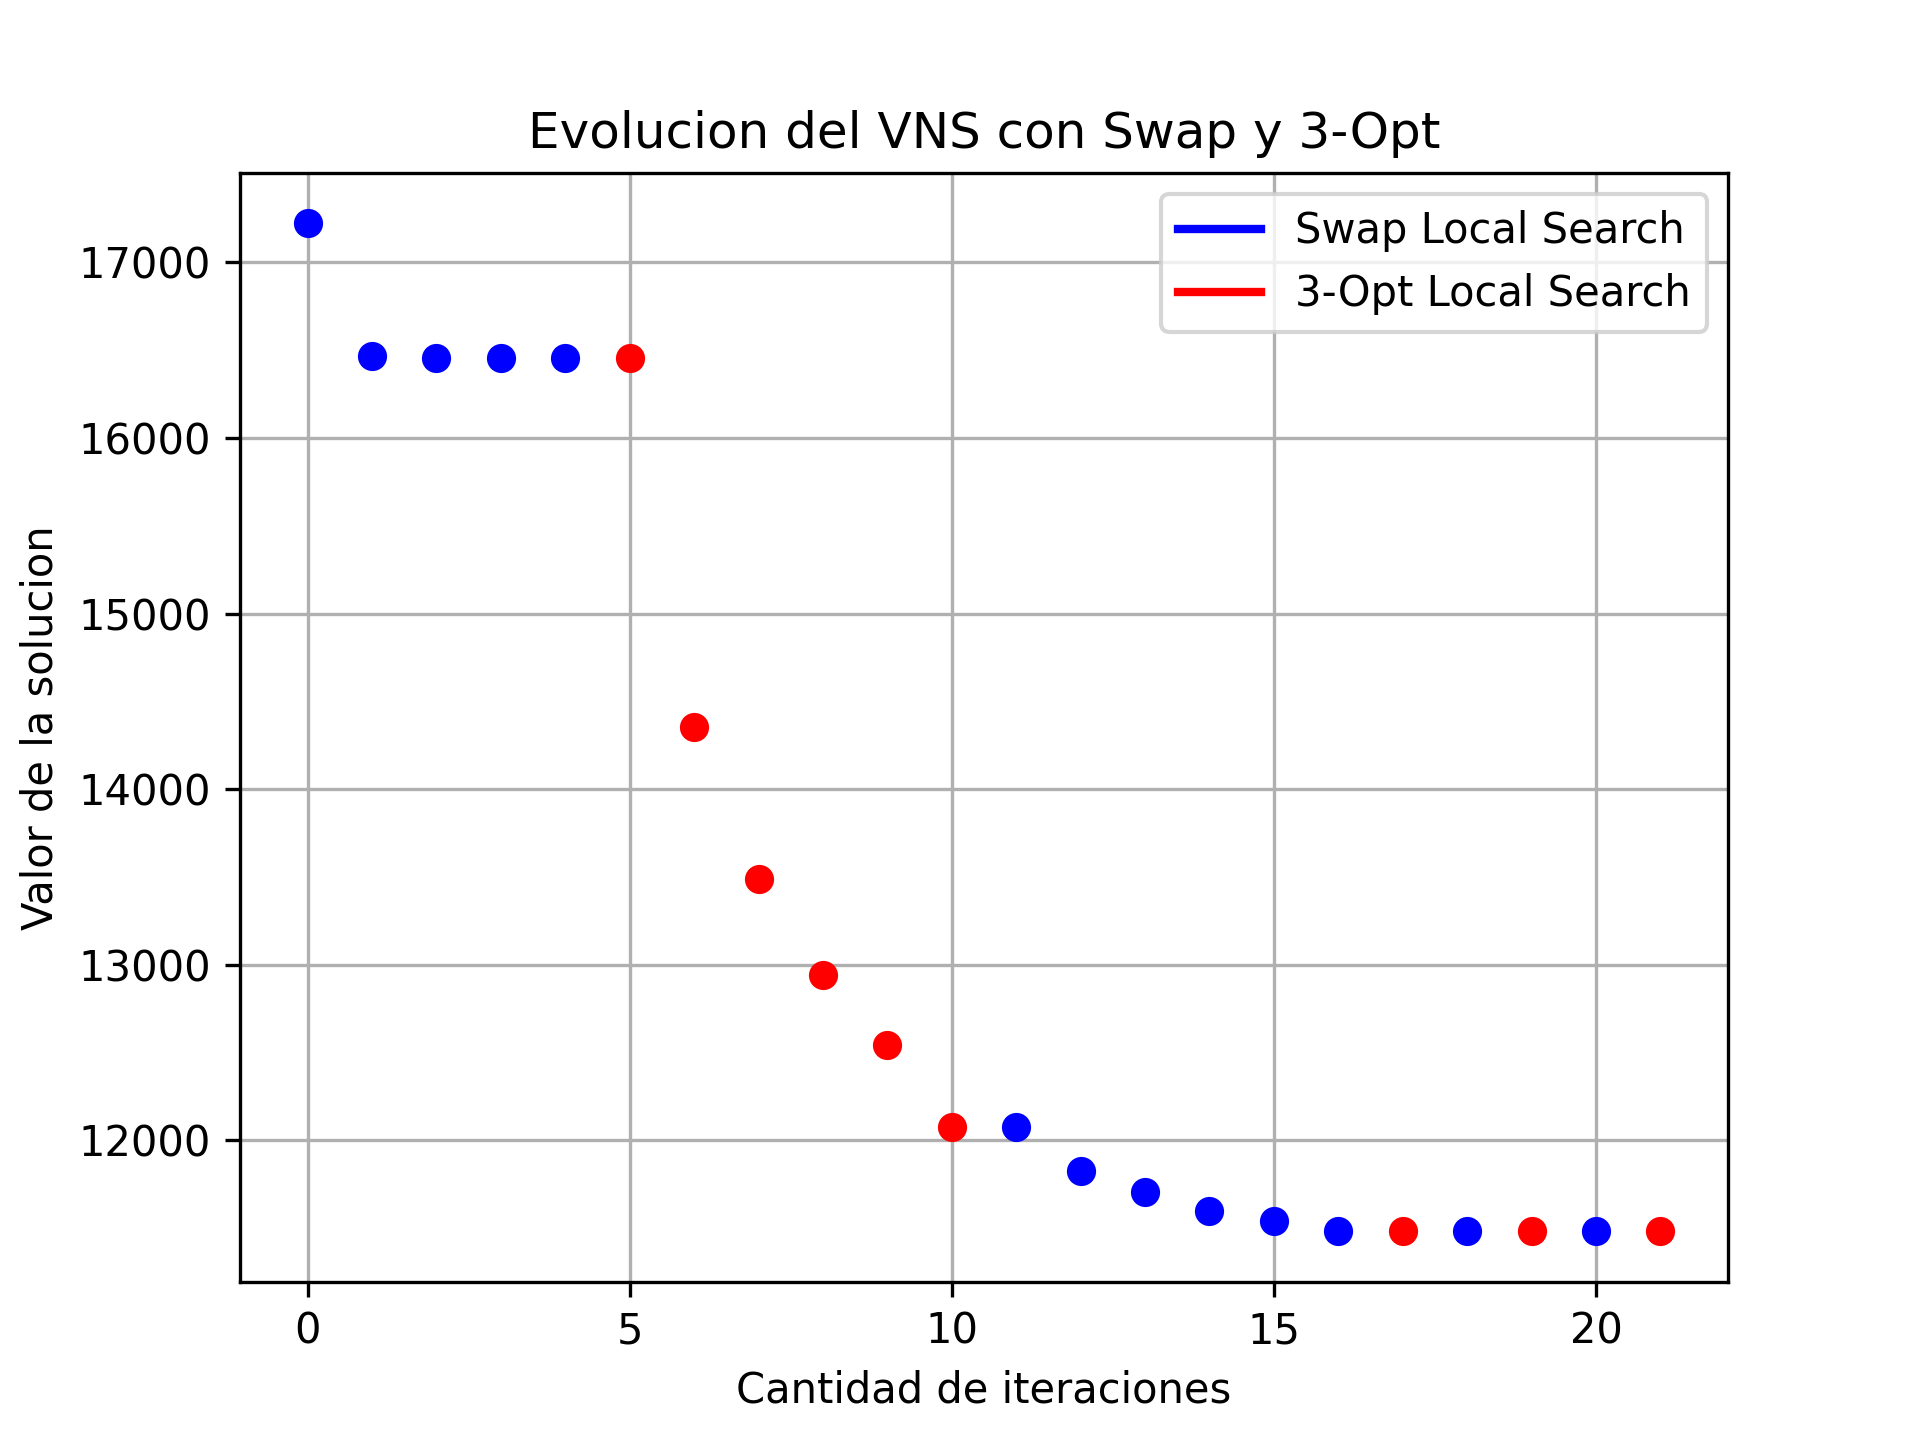 Evolucion del VNS con Swap y 3-Opt
Swap Local Search
3-Opt Local Search
17000
16000
15000
14000
13000
12000
Valor de la solucion
0
5
10
15
20
Cantidad de iteraciones